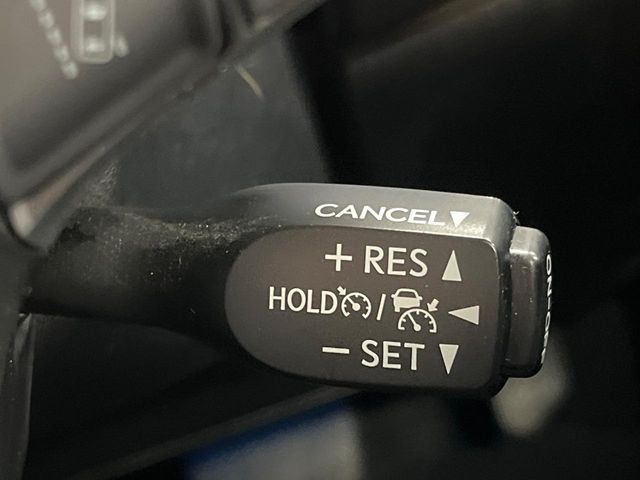 CANCEL▼
+ RES ▲
HOLD / ◀
− SET ▼